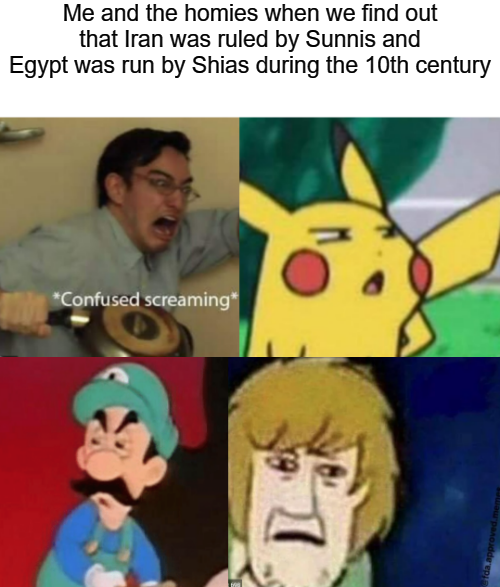 Me and the homies when we find out
that Iran was ruled by Sunnis and
Egypt was run by Shias during the 10th century
*Confused screaming*